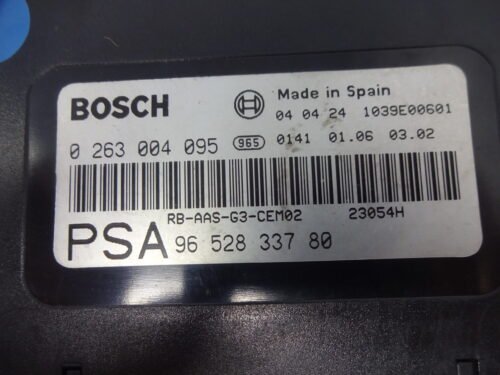 BOSCH
Made in Spain
04 04 24 1039E00601
0 263 004 095 965 0141 01.06 03.02
RB-AAS-G3-CEM02 23054H
PSA 96 528 337 80